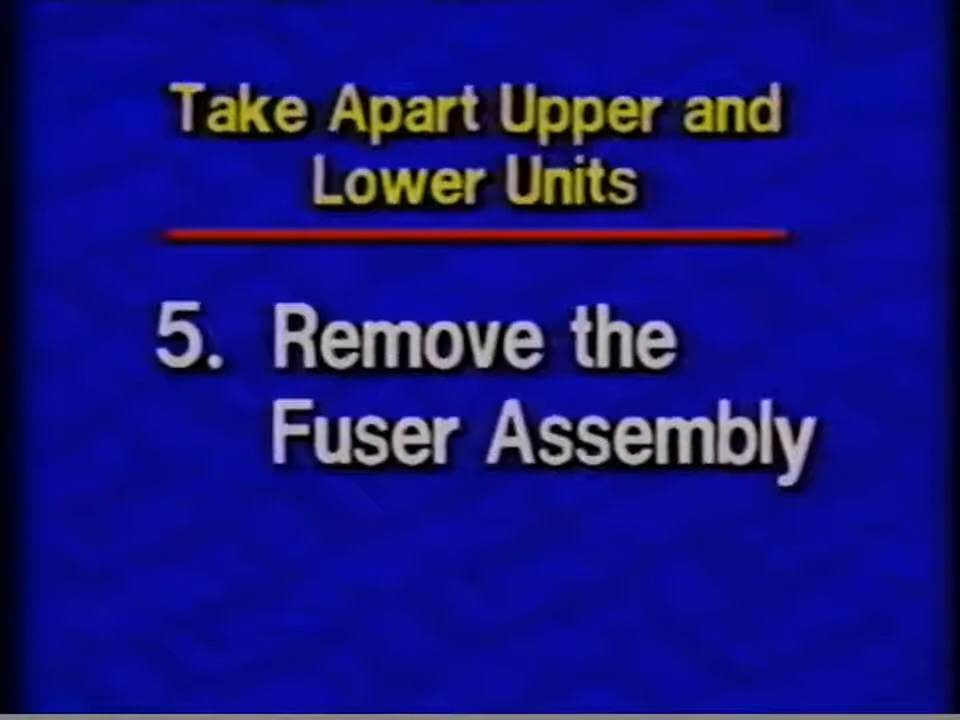 Take Apart Upper and
Lower Units
5. Remove the
Fuser Assembly